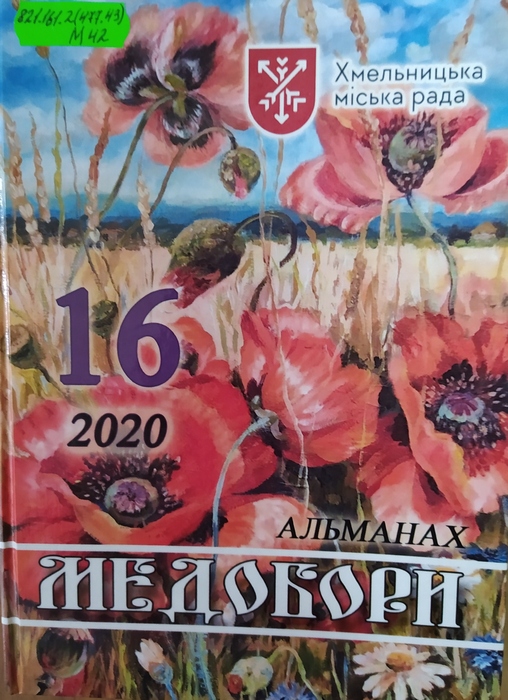 821.161.2(477.43)
М 42
Хмельницька
міська рада
16
2020
АЛЬМАНАХ
МЕДОБОРИ